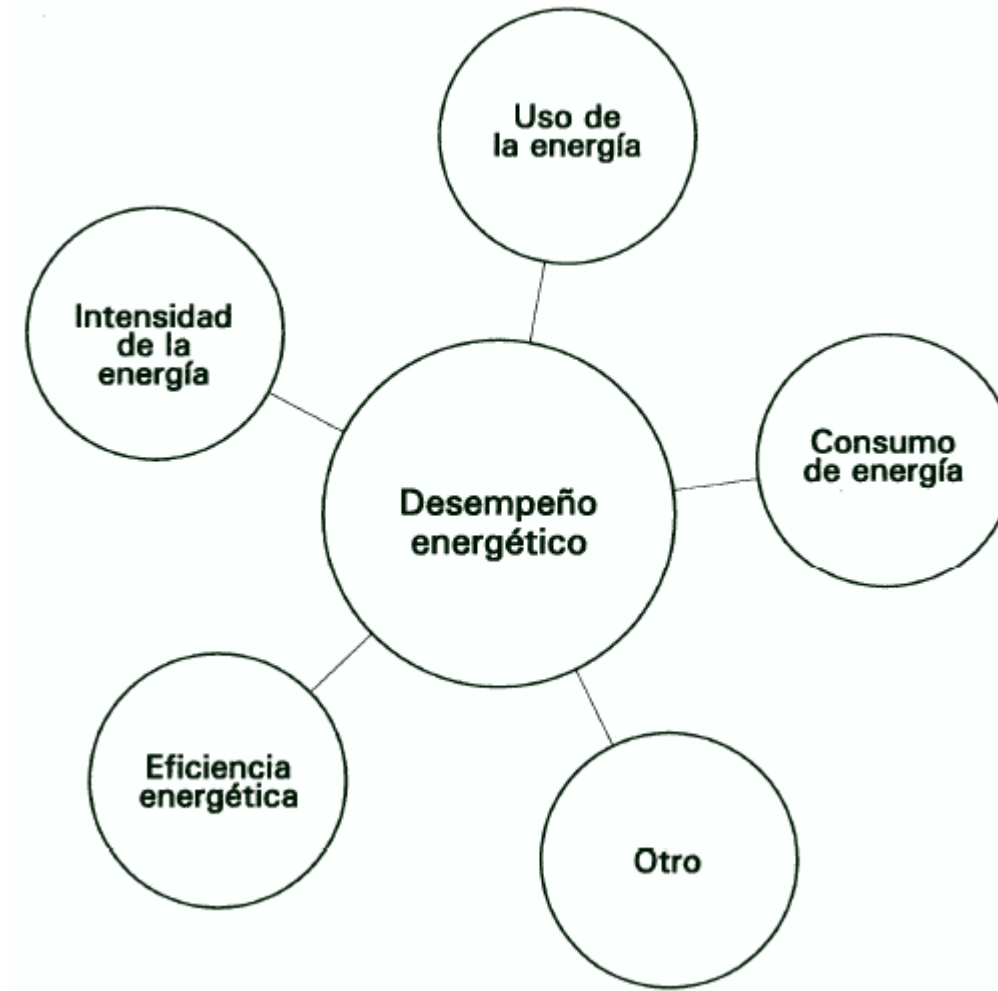 Uso de
la energía
Intensidad
de la
energía
Consumo
de energía
Desempeño
energético
Eficiencia
energética
Otro